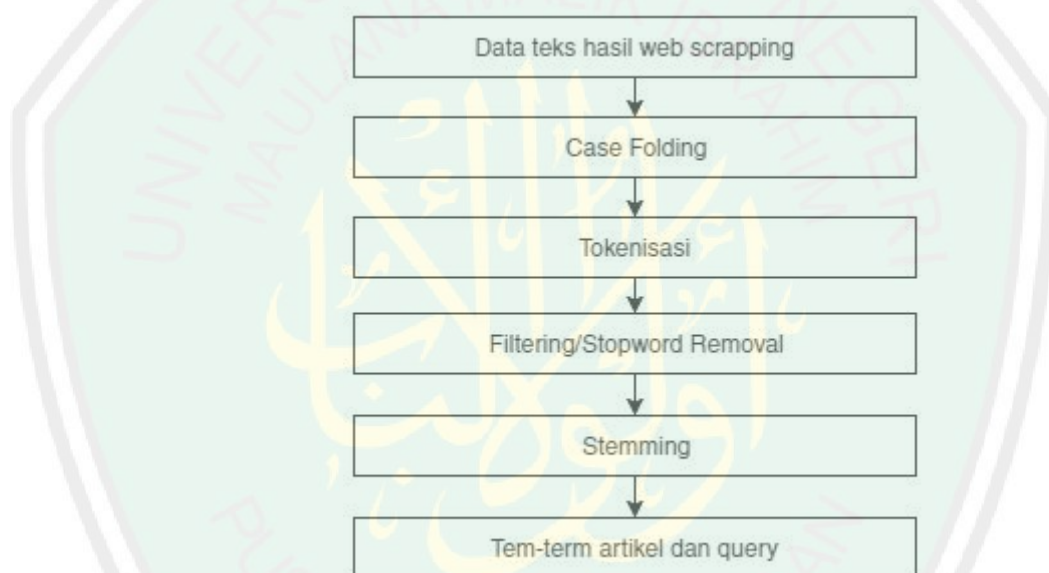 Data teks hasil web scrapping
Case Folding
Tokenisasi
Filtering/Stopword Removal
Stemming
Tem-term artikel dan query